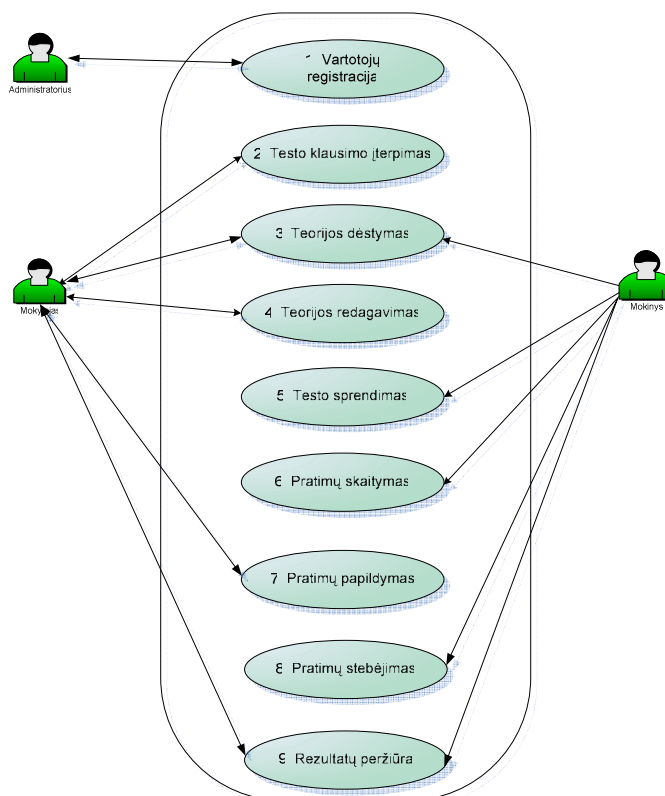 Administratorius
1 Vartotojų
registracija
2 Testo klausimo įterpimas
3 Teorijos dėstymas
Mokinys
4 Teorijos redagavimas
5 Testo sprendimas
6 Pratimų skaitymas
7 Pratimų papildymas
8 Pratimų stebėjimas
9 Rezultatų peržiūra